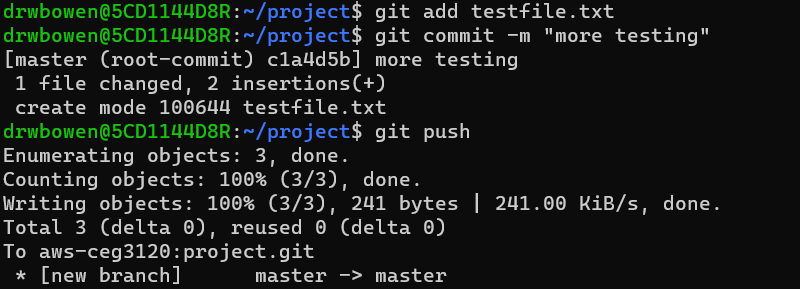 drwbowen@5CD1144D8R:~/project$ git add testfile.txt
drwbowen@5CD1144D8R:~/project$ git commit -m "more testing"
[master (root-commit) c1a4d5b] more testing
 1 file changed, 2 insertions(+)
 create mode 100644 testfile.txt
drwbowen@5CD1144D8R:~/project$ git push
Enumerating objects: 3, done.
Counting objects: 100% (3/3), done.
Writing objects: 100% (3/3), 241 bytes | 241.00 KiB/s, done.
Total 3 (delta 0), reused 0 (delta 0)
To aws-ceg3120:project.git
 * [new branch]      master -> master